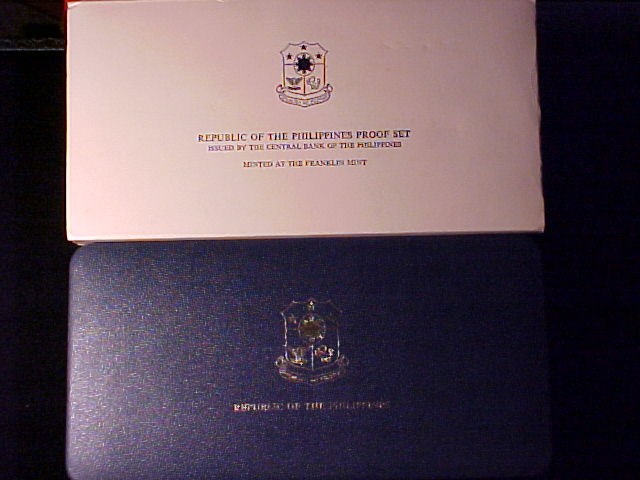 REPUBLIC OF THE PHILIPPINES PROOF SET
ISSUED BY THE CENTRAL BANK OF THE PHILIPPINES
MINTED AT THE FRANKLIN MINT
REPUBLIC OF THE PHILIPPINES